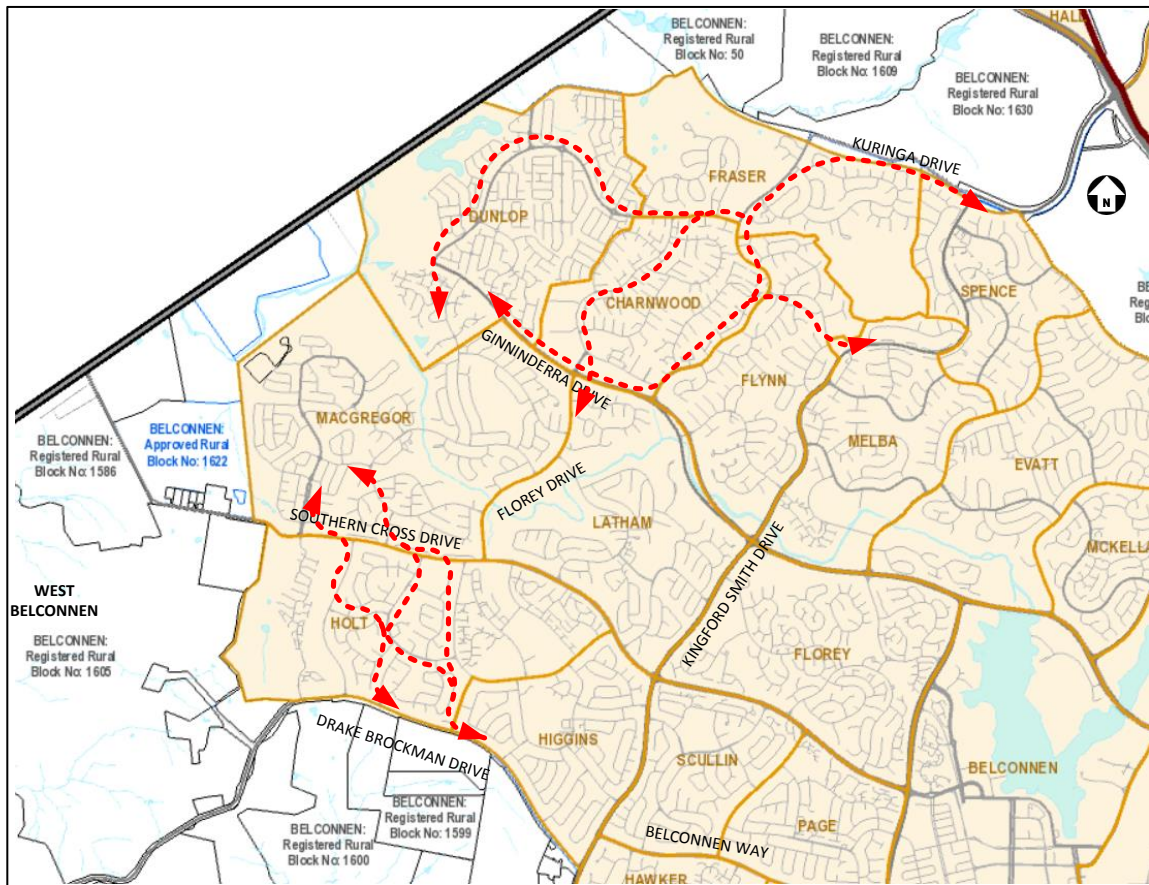 HALL
BELCONNEN:
Registered Rural
Block No: 50
BELCONNEN:
Registered Rural
Block No: 1609
BELCONNEN:
Registered Rural
Block No: 1630
KURINGA DRIVE
FRASER
N
DUNLOP
SPENCE
CHARNWOOD
GINNINDERRA DRIVE
FLYNN
MACGREGOR
MELBA
BELCONNEN:
Registered Rural
Block No: 1586
BELCONNEN:
Approved Rural
Block No: 1622
EVATT
FLOREY DRIVE
LATHAM
SOUTHERN CROSS DRIVE
MCKELLA
WEST
BELCONNEN
BELCONNEN:
Registered Rural
Block No: 1605
HOLT
KINGFORD SMITH DRIVE
FLOREY
DRAKE BROCKMAN DRIVE
HIGGINS
SCULLIN
BELCONNEN
BELCONNEN:
Registered Rural
Block No: 1599
BELCONNEN:
Registered Rural
Block No: 1600
PAGE
BELCONNEN WAY
HAWKER